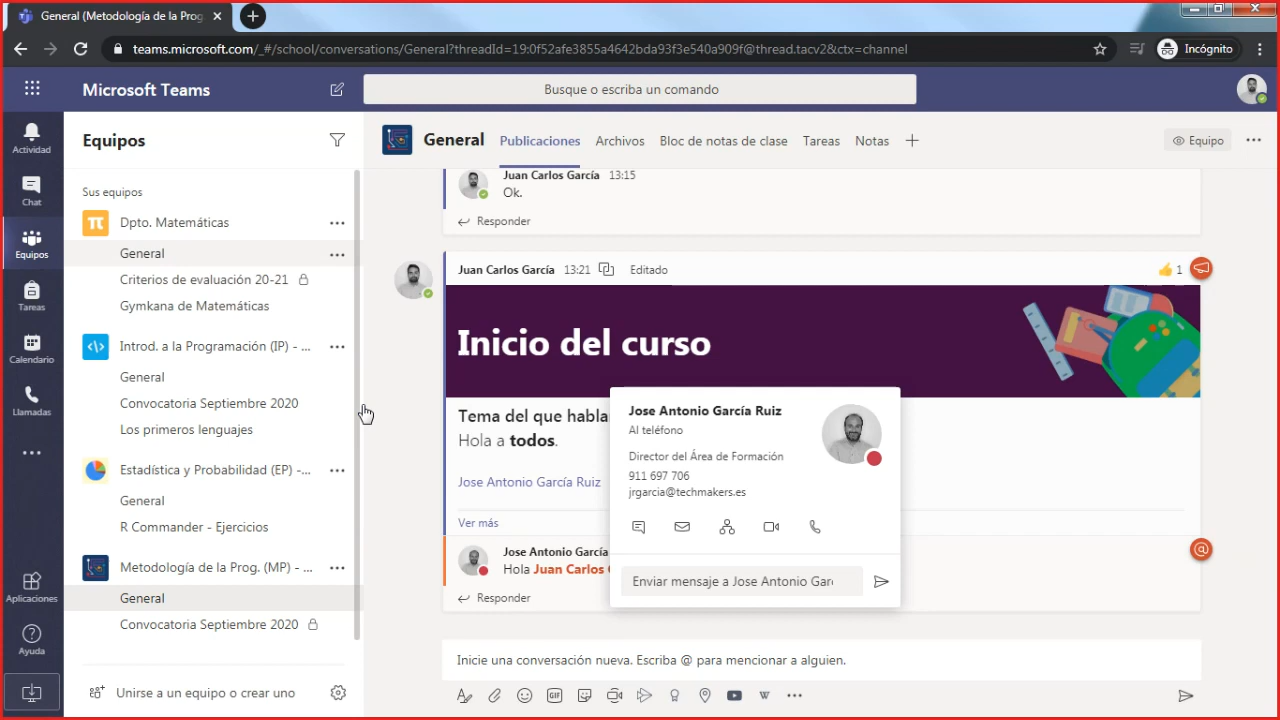 General (Metodología de la Prog
teams.microsoft.com/_#/school/conversations/General?threadId=19:0f52afe3855a4642bda93f3e540a909f@thread.tacv2&ctx=channel
Incógnito
Microsoft Teams
Busque o escriba un comando
Actividad
Chat
Equipos
Tareas
Calendario
Llamadas
Aplicaciones
Ayuda
Equipos
Sus equipos
Dpto. Matemáticas
General
Criterios de evaluación 20-21
Gymkana de Matemáticas
Introd. a la Programación (IP) - ...
General
Convocatoria Septiembre 2020
Los primeros lenguajes
Estadística y Probabilidad (EP) -...
General
R Commander - Ejercicios
Metodología de la Prog. (MP) - ...
General
Convocatoria Septiembre 2020
Unirse a un equipo o crear uno
General Publicaciones Archivos Bloc de notas de clase Tareas Notas
Equipo
Juan Carlos García 13:15
Ok.
Responder
Juan Carlos García 13:21 Editado
1
Inicio del curso
Tema del que habla
Hola a todos.
Jose Antonio García Ruiz
Ver más
Jose Antonio García
Hola Juan Carlos
Responder
Jose Antonio García Ruiz
Al teléfono
Director del Área de Formación
911 697 706
jrgarcia@techmakers.es
Enviar mensaje a Jose Antonio Garc
Inicie una conversación nueva. Escriba @ para mencionar a alguien.
GIF
W